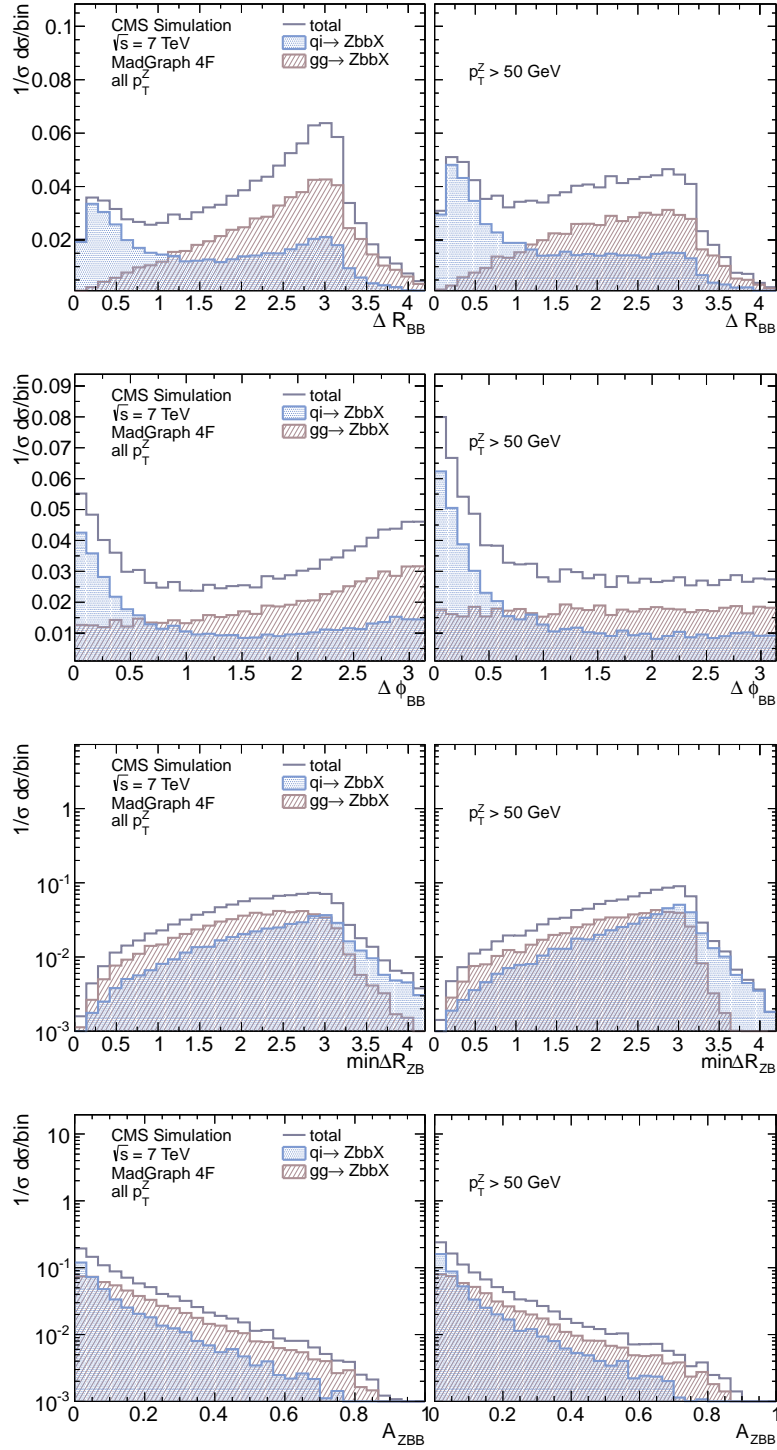 1/σ dσ/bin
0.1
0.08
0.06
0.04
0.02
CMS Simulation
√s = 7 TeV
MadGraph 4F
all p_T^Z
total
qi→ ZbbX
gg→ ZbbX
p_T^Z > 50 GeV
0 0.5 1 1.5 2 2.5 3 3.5 4
Δ R_BB
0 0.5 1 1.5 2 2.5 3 3.5 4
Δ R_BB
1/σ dσ/bin
0.09
0.08
0.07
0.06
0.05
0.04
0.03
0.02
0.01
CMS Simulation
√s = 7 TeV
MadGraph 4F
all p_T^Z
total
qi→ ZbbX
gg→ ZbbX
p_T^Z > 50 GeV
0 0.5 1 1.5 2 2.5 3
Δ ϕ_BB
0 0.5 1 1.5 2 2.5 3
Δ ϕ_BB
1/σ dσ/bin
1
10^-1
10^-2
10^-3
CMS Simulation
√s = 7 TeV
MadGraph 4F
all p_T^Z
total
qi→ ZbbX
gg→ ZbbX
p_T^Z > 50 GeV
0 0.5 1 1.5 2 2.5 3 3.5 4
minΔR_ZB
0 0.5 1 1.5 2 2.5 3 3.5 4
minΔR_ZB
1/σ dσ/bin
10
1
10^-1
10^-2
10^-3
CMS Simulation
√s = 7 TeV
MadGraph 4F
all p_T^Z
total
qi→ ZbbX
gg→ ZbbX
p_T^Z > 50 GeV
0 0.2 0.4 0.6 0.8 1
A_ZBB
0 0.2 0.4 0.6 0.8 1
A_ZBB